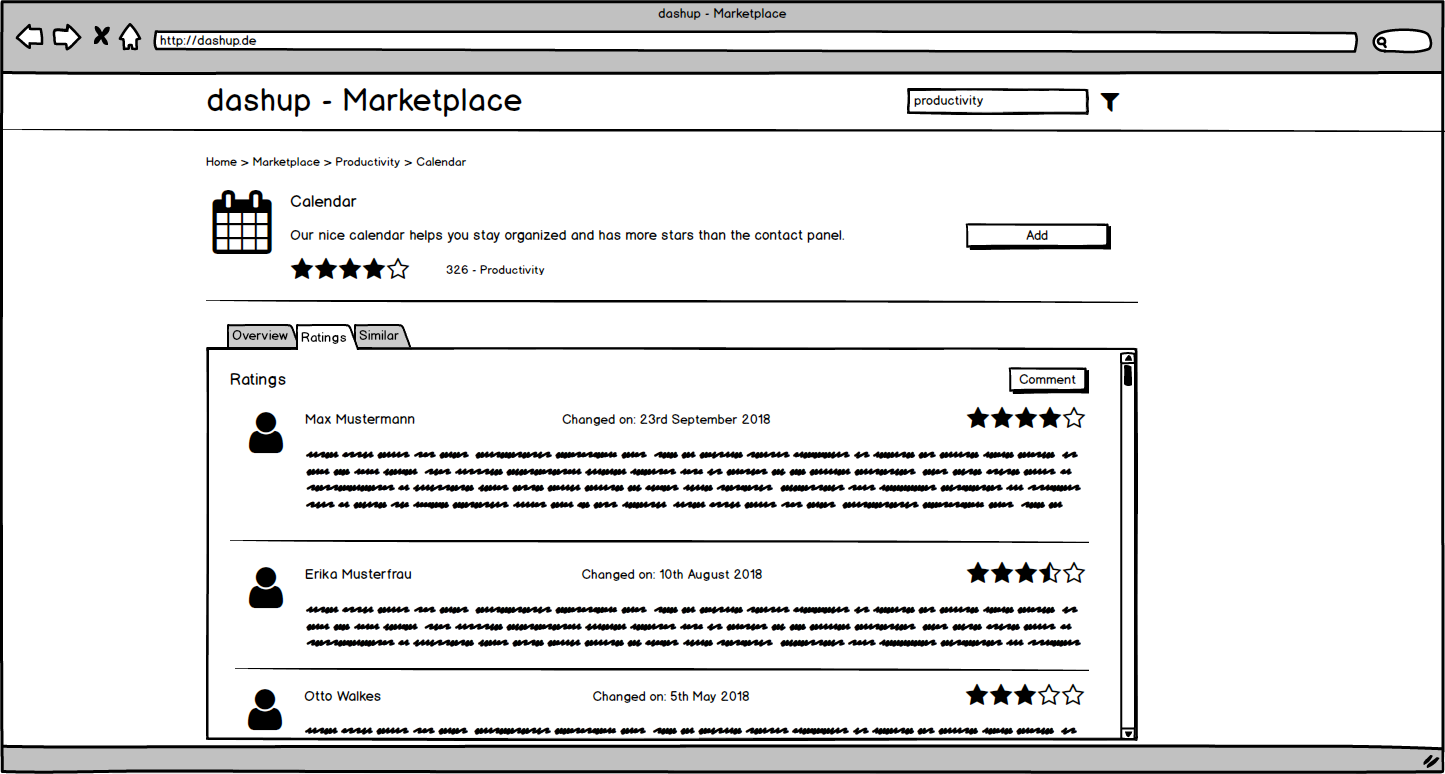 dashup - Marketplace
http://dashup.de
dashup - Marketplace
productivity
Home > Marketplace > Productivity > Calendar
Calendar
Our nice calendar helps you stay organized and has more stars than the contact panel.
Add
326 - Productivity
Overview
Ratings
Similar
Ratings
Comment
Max Mustermann
Changed on: 23rd September 2018
Erika Musterfrau
Changed on: 10th August 2018
Otto Walkes
Changed on: 5th May 2018